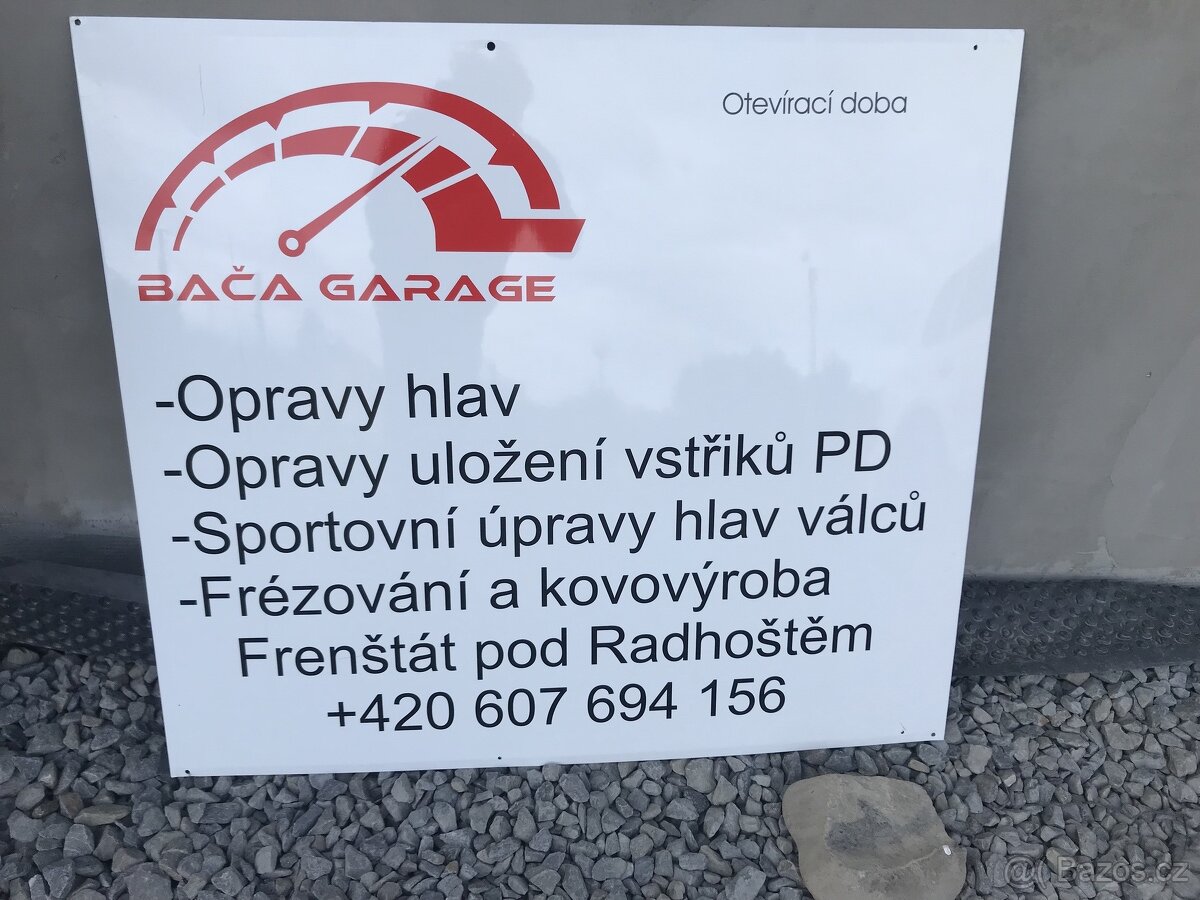 Otevírací doba
BAČA GARAGE
-Opravy hlav
-Opravy uložení vstřiků PD
-Sportovní úpravy hlav válců
-Frézování a kovovýroba
Frenštát pod Radhoštěm
+420 607 694 156
@ Bazos.cz